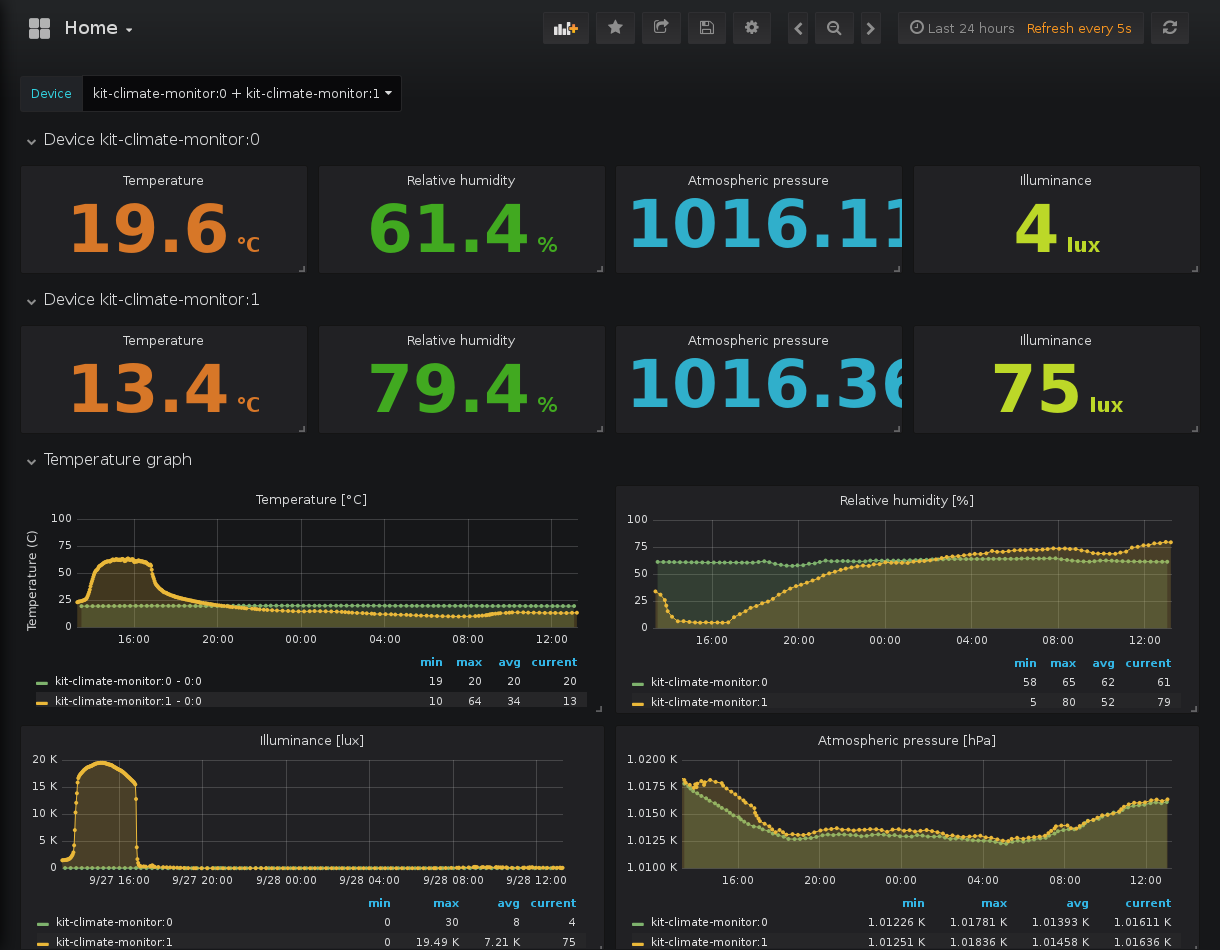 Home
Last 24 hours Refresh every 5s
Device kit-climate-monitor:0 + kit-climate-monitor:1
Device kit-climate-monitor:0
Temperature Relative humidity Atmospheric pressure Illuminance
19.6 °C 61.4 % 1016.11 4 lux
Device kit-climate-monitor:1
Temperature Relative humidity Atmospheric pressure Illuminance
13.4 °C 79.4 % 1016.36 75 lux
Temperature graph
Temperature [°C]
Temperature (C)
100
75
50
25
0
16:00 20:00 00:00 04:00 08:00 12:00
min max avg current
kit-climate-monitor:0 - 0:0 19 20 20 20
kit-climate-monitor:1 - 0:0 10 64 34 13
Relative humidity [%]
100
75
50
25
0
16:00 20:00 00:00 04:00 08:00 12:00
min max avg current
kit-climate-monitor:0 58 65 62 61
kit-climate-monitor:1 5 80 52 79
Illuminance [lux]
20 K
15 K
10 K
5 K
0
9/27 16:00 9/27 20:00 9/28 00:00 9/28 04:00 9/28 08:00 9/28 12:00
min max avg current
kit-climate-monitor:0 0 30 8 4
kit-climate-monitor:1 0 19.49 K 7.21 K 75
Atmospheric pressure [hPa]
1.0200 K
1.0175 K
1.0150 K
1.0125 K
1.0100 K
16:00 20:00 00:00 04:00 08:00 12:00
min max avg current
kit-climate-monitor:0 1.01226 K 1.01781 K 1.01393 K 1.01611 K
kit-climate-monitor:1 1.01251 K 1.01836 K 1.01458 K 1.01636 K